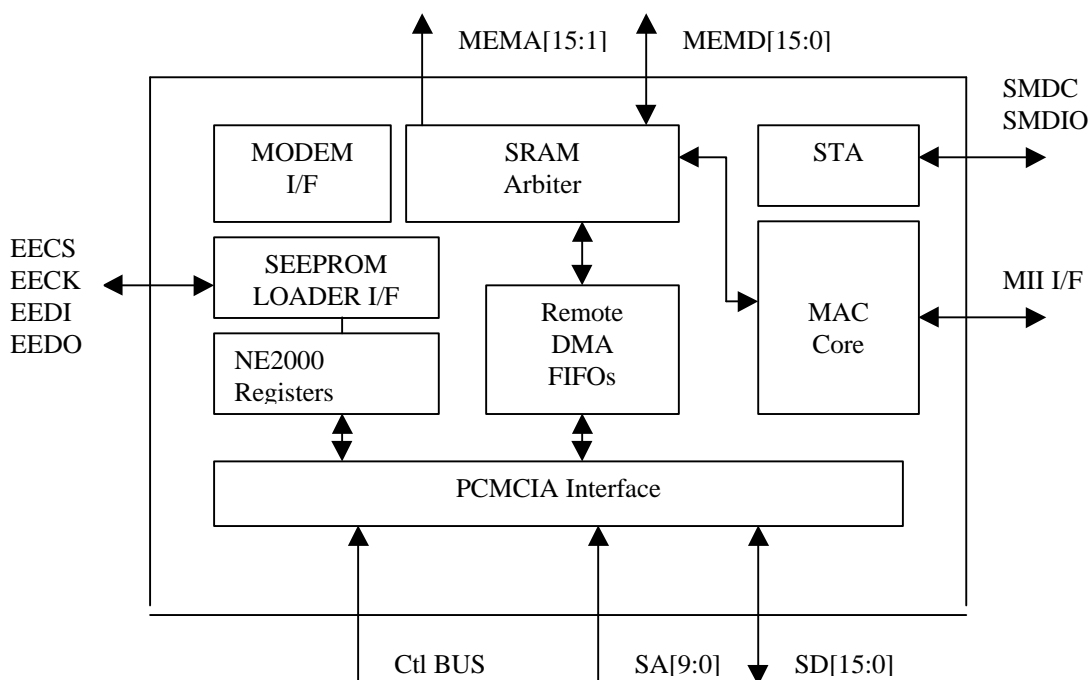 MEMA[15:1]
MEMD[15:0]
SMDC
SMDIO
MODEM
I/F
SRAM
Arbiter
STA
EECS
EECK
EEDI
EEDO
SEEPROM
LOADER I/F
NE2000
Registers
Remote
DMA
FIFOs
MAC
Core
MII I/F
PCMCIA Interface
Ctl BUS
SA[9:0]
SD[15:0]